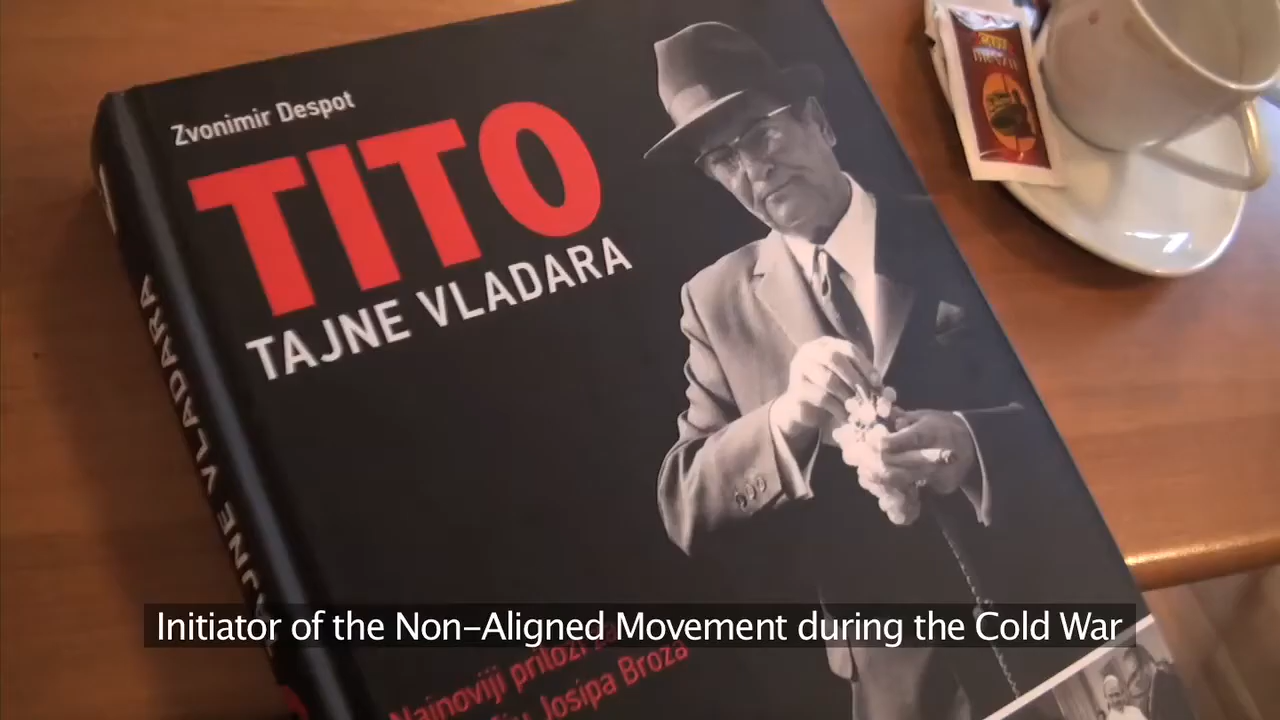 Zvonimir Despot
TITO
TAJNE VLADARA
TAJNE VLADARA
Initiator of the Non-Aligned Movement during the Cold War
Najnoviji prilozi za
Josipa Broza